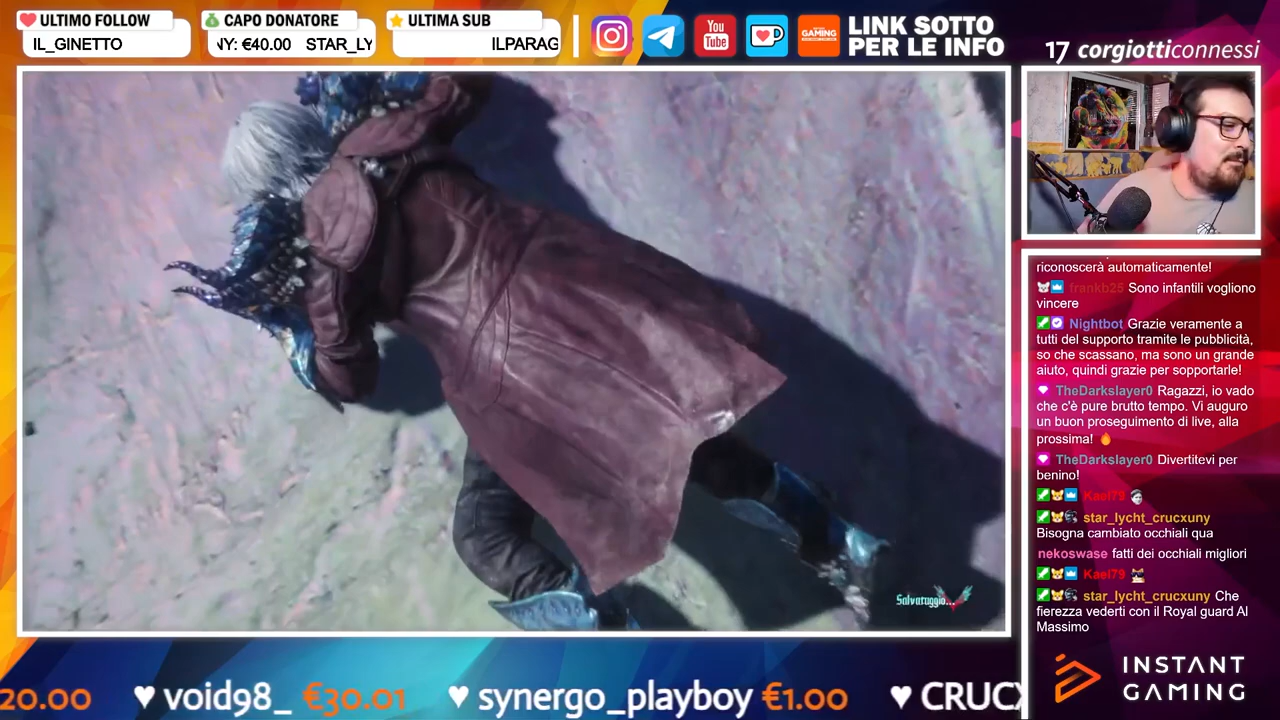 ULTIMO FOLLOW
IL_GINETTO
CAPO DONATORE
NY: €40.00 STAR_LY
ULTIMA SUB
ILPARAG
You
Tube
GAMING
LINK SOTTO
PER LE INFO
17 corgiotticonnessi
riconoscerà automaticamente!
frankb25 Sono infantili vogliono
vincere
Nightbot Grazie veramente a
tutti del supporto tramite le pubblicità,
so che scassano, ma sono un grande
aiuto, quindi grazie per sopportarle!
TheDarkslayer0 Ragazzi, io vado
che c'è pure brutto tempo. Vi auguro
un buon proseguimento di live, alla
prossima!
TheDarkslayer0 Divertitevi per
benino!
Kael79
star_lycht_crucxuny
Bisogna cambiato occhiali qua
nekoswase fatti dei occhiali migliori
Kael79
star_lycht_crucxuny Che
fierezza vederti con il Royal guard Al
Massimo
Salvataggio...
INSTANT
GAMING
20.00 ♥ void98_ €30.01 ♥ synergo_playboy €1.00 ♥ CRUCX